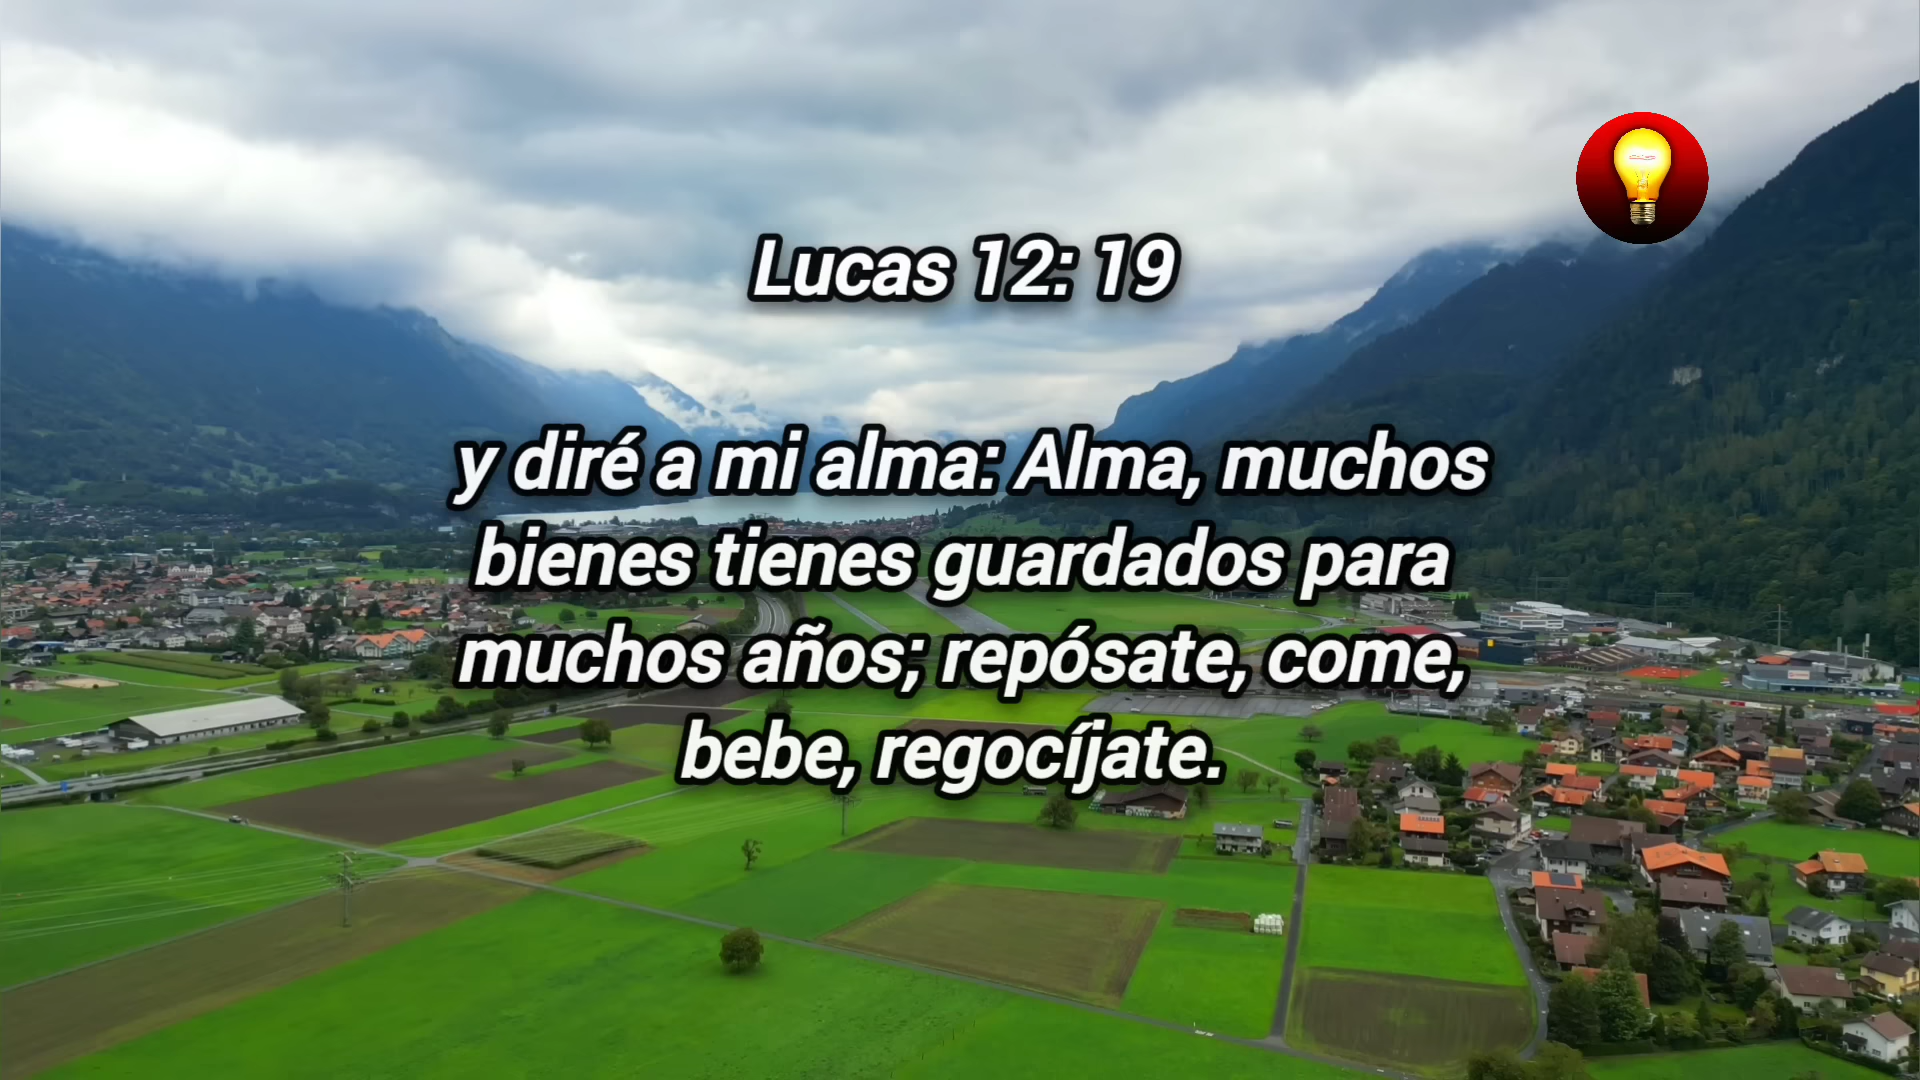 Lucas 12: 19
y diré a mi alma: Alma, muchos
bienes tienes guardados para
muchos años; repósate, come,
bebe, regocíjate.